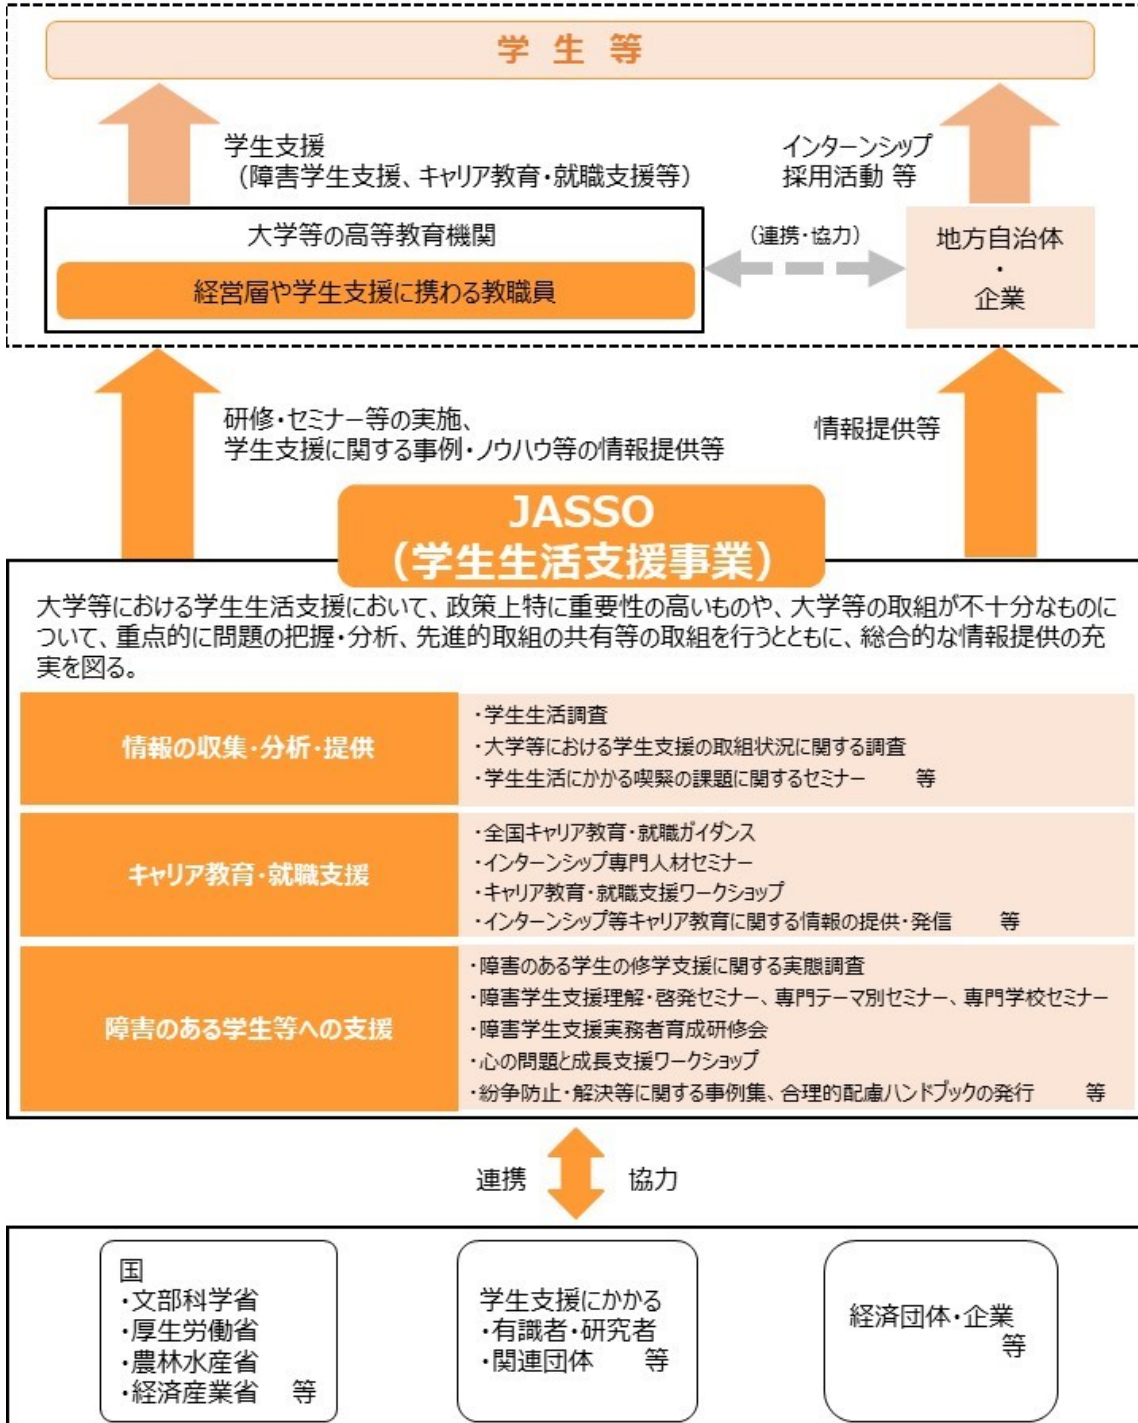 学 生 等
学生支援
（障害学生支援、キャリア教育・就職支援等）
インターンシップ
採用活動 等
大学等の高等教育機関
経営層や学生支援に携わる教職員
（連携・協力）
地方自治体
・
企業
研修・セミナー等の実施、
学生支援に関する事例・ノウハウ等の情報提供等
情報提供等
JASSO
（学生生活支援事業）
大学等における学生生活支援において、政策上特に重要性の高いものや、大学等の取組が不十分なものに
ついて、重点的に問題の把握・分析、先進的取組の共有等の取組を行うとともに、総合的な情報提供の充
実を図る。
情報の収集・分析・提供
・学生生活調査
・大学等における学生支援の取組状況に関する調査
・学生生活にかかる喫緊の課題に関するセミナー　　等
キャリア教育・就職支援
・全国キャリア教育・就職ガイダンス
・インターンシップ専門人材セミナー
・キャリア教育・就職支援ワークショップ
・インターンシップ等キャリア教育に関する情報の提供・発信　　等
障害のある学生等への支援
・障害のある学生の修学支援に関する実態調査
・障害学生支援理解・啓発セミナー、専門テーマ別セミナー、専門学校セミナー
・障害学生支援実務者育成研修会
・心の問題と成長支援ワークショップ
・紛争防止・解決等に関する事例集、合理的配慮ハンドブックの発行　　等
連携　協力
国
・文部科学省
・厚生労働省
・農林水産省
・経済産業省　等
学生支援にかかる
・有識者・研究者
・関連団体　　等
経済団体・企業
等